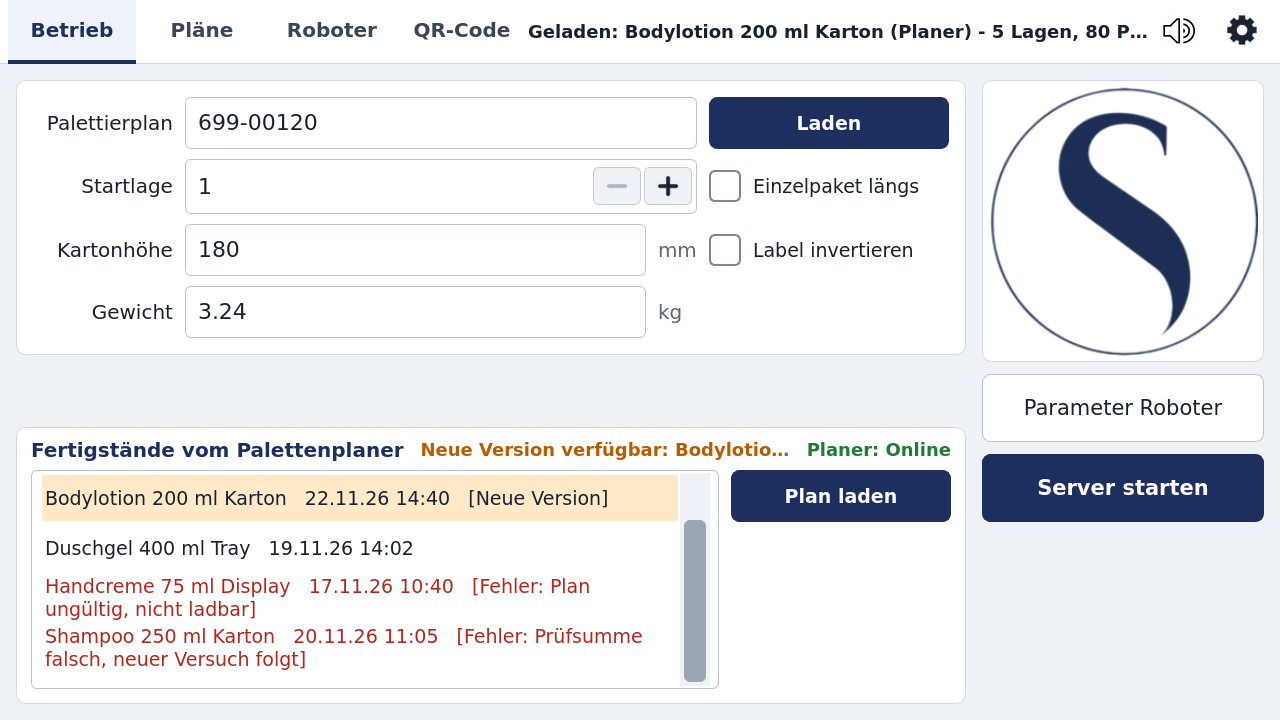 Betrieb Pläne Roboter QR-Code Geladen: Bodylotion 200 ml Karton (Planer) - 5 Lagen, 80 P…
Palettierplan 699-00120 Laden
Startlage 1 Einzelpaket längs
Kartonhöhe 180 mm Label invertieren
Gewicht 3.24 kg
Parameter Roboter
Server starten
Fertigstände vom Palettenplaner Neue Version verfügbar: Bodylotio… Planer: Online
Bodylotion 200 ml Karton 22.11.26 14:40 [Neue Version] Plan laden
Duschgel 400 ml Tray 19.11.26 14:02
Handcreme 75 ml Display 17.11.26 10:40 [Fehler: Plan
ungültig, nicht ladbar]
Shampoo 250 ml Karton 20.11.26 11:05 [Fehler: Prüfsumme
falsch, neuer Versuch folgt]